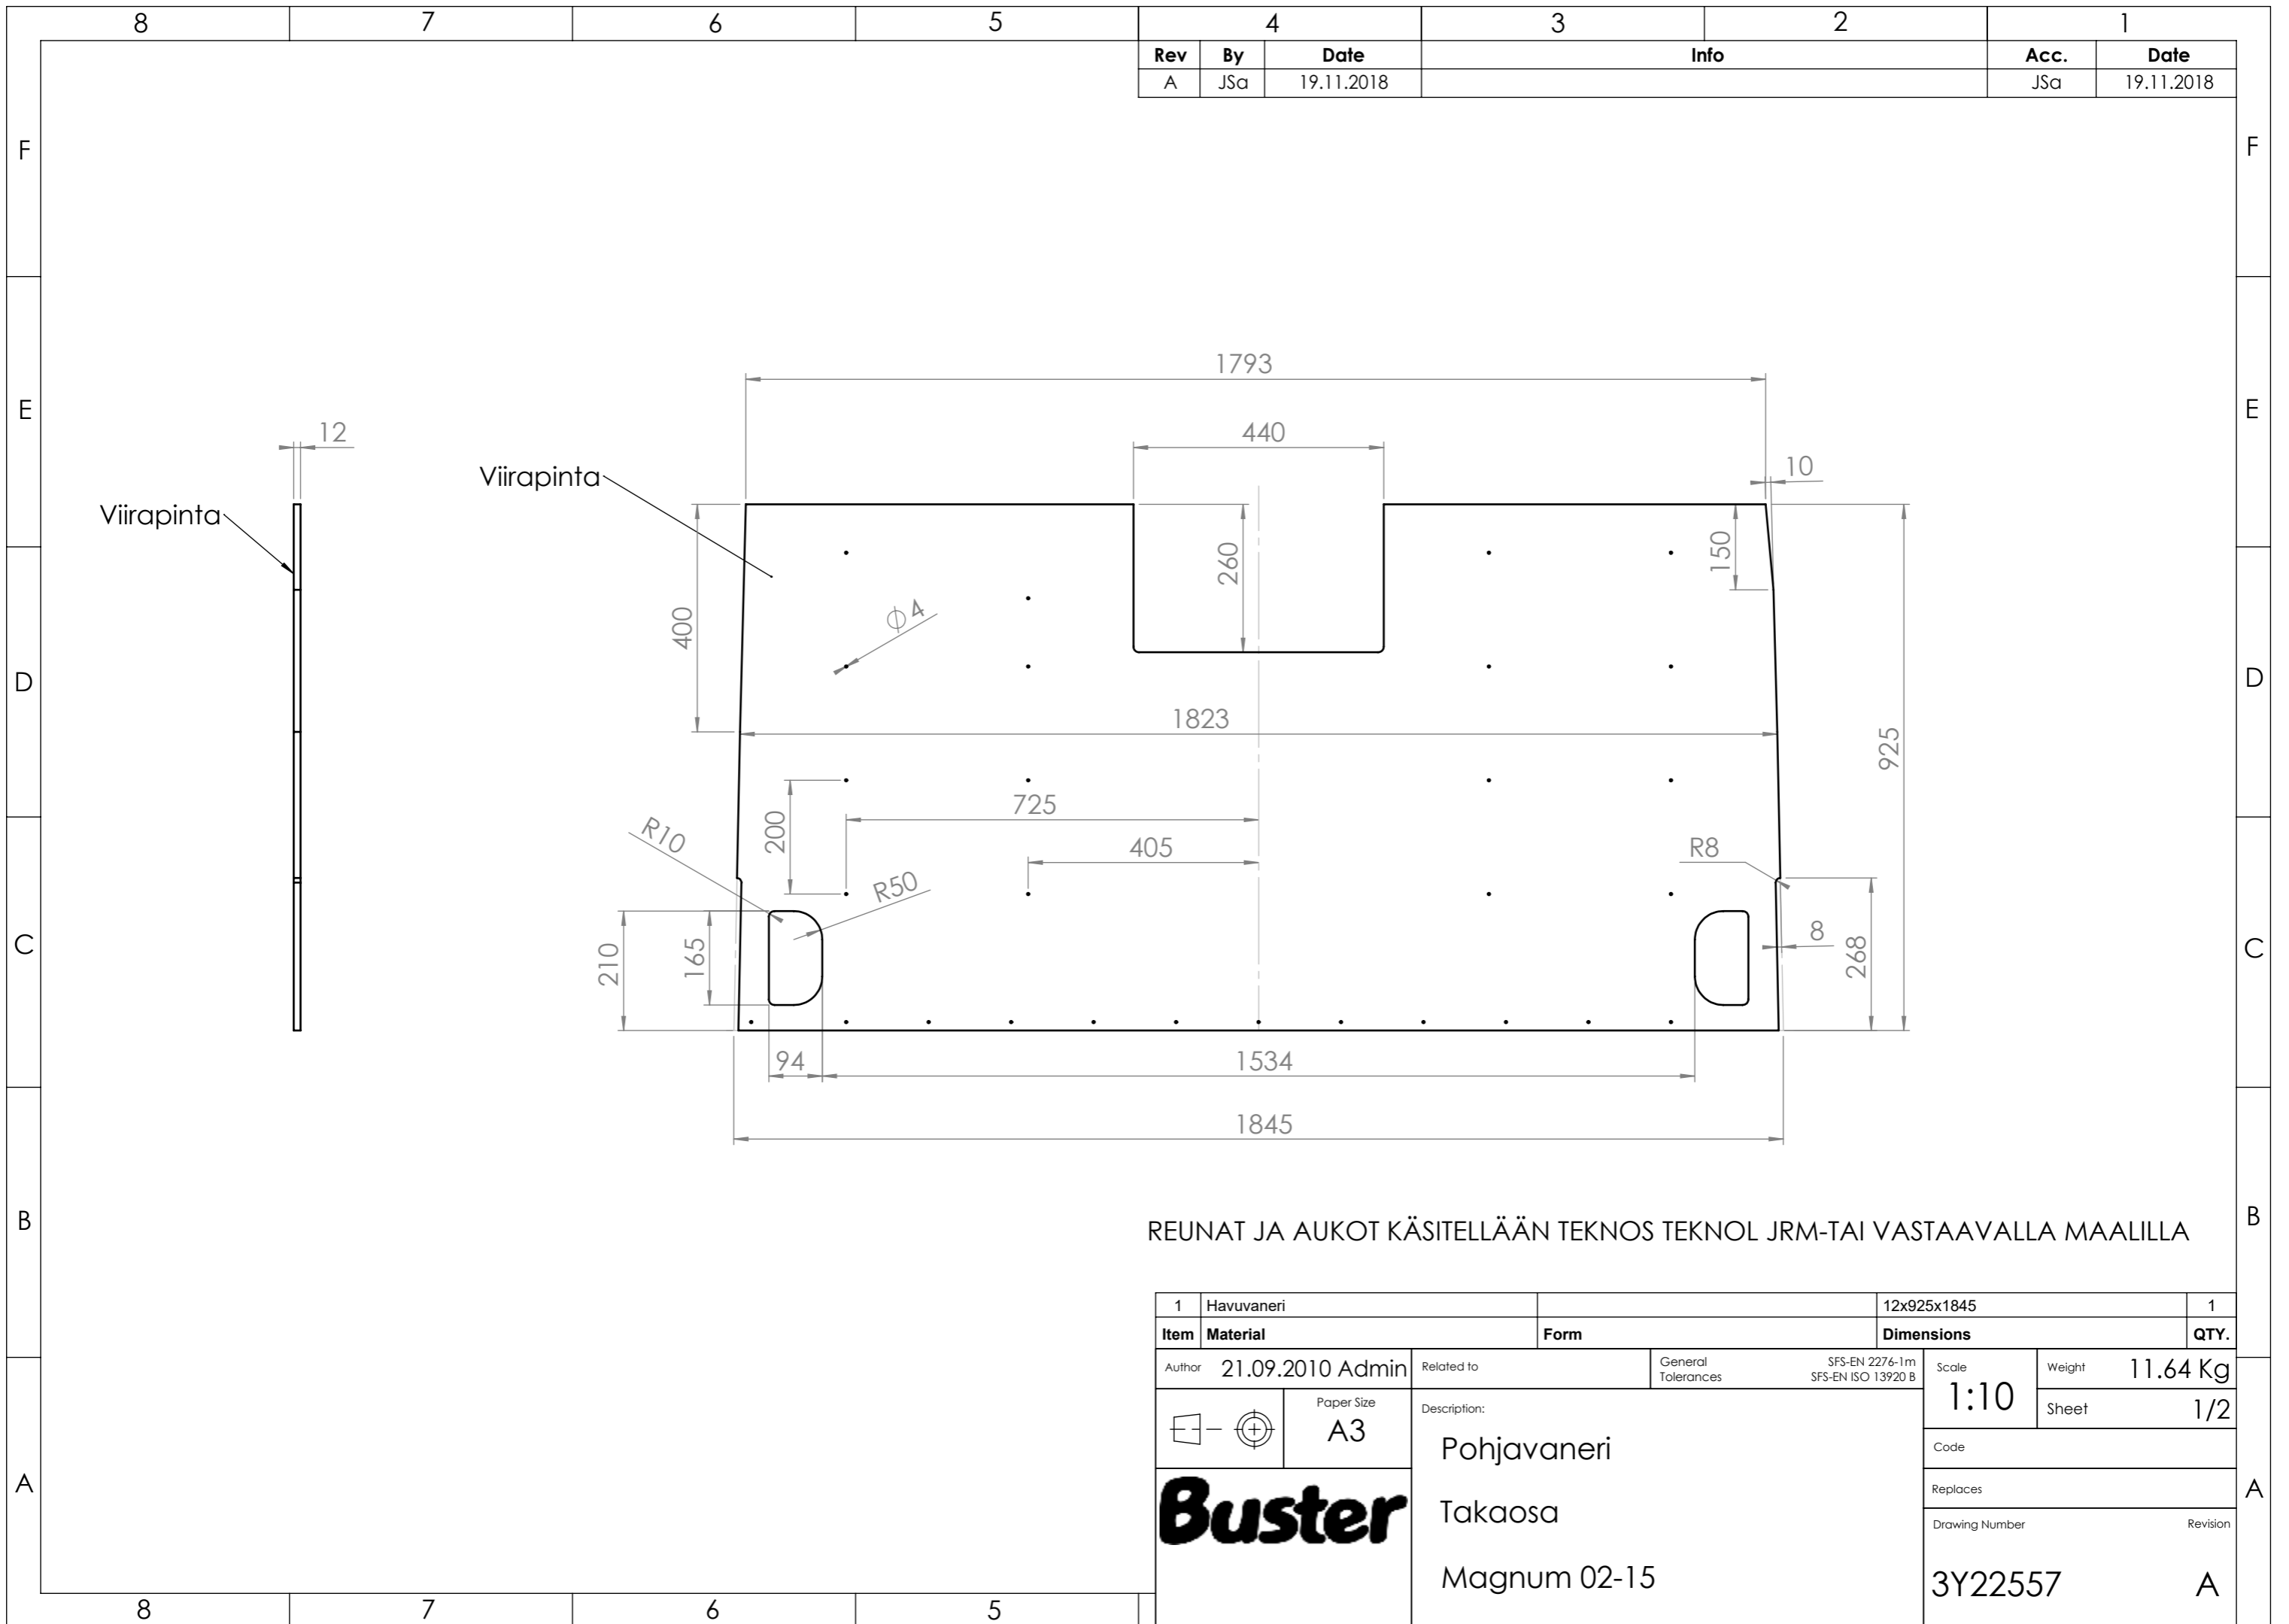 8 7 6 5 4 3 2 1
Rev By Date Info Acc. Date
A JSa 19.11.2018 JSa 19.11.2018
F F
1793
E E
12 440
10
Viirapinta
Viirapinta
150
260
400
Ø4
D D
1823
925
725
200
R10
405
R8
R50
C C
210
165
8
268
94 1534
1845
B B
REUNAT JA AUKOT KÄSITELLÄÄN TEKNOS TEKNOL JRM-TAI VASTAAVALLA MAALILLA
1 Havuvaneri 12x925x1845 1
Item Material Form Dimensions QTY.
Author 21.09.2010 Admin Related to General Tolerances SFS-EN 2276-1m
SFS-EN ISO 13920 B
Scale 1:10 Weight 11.64 Kg
Paper Size A3 Description: Sheet 1/2
Pohjavaneri Code
A A
Buster Takaosa Replaces
Drawing Number Revision
Magnum 02-15 3Y22557 A
8 7 6 5